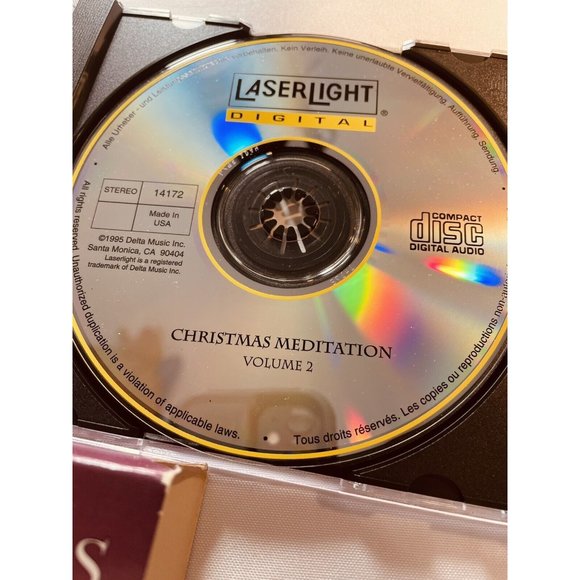 LASERLIGHT
DIGITAL
®
Alle Urheber - und Leistungsschutzrechte vorbehalten. Kein Verleih. Keine unerlaubte Vervielfältigung, Aufführung, Sendung.
STEREO 14172
Made in
USA
©1995 Delta Music Inc.
Santa Monica, CA 90404
Laserlight is a registered
trademark of Delta Music Inc.
COMPACT
disc
DIGITAL AUDIO
CHRISTMAS MEDITATION
VOLUME 2
All rights reserved. Unauthorized duplication is a violation of applicable laws.
Tous droits réservés. Les copies ou reproductions
S